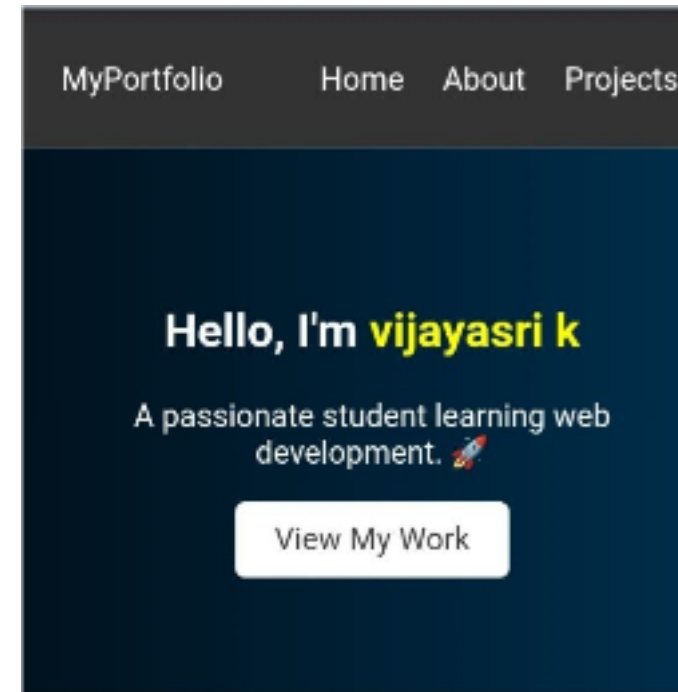 MyPortfolio Home About Projects
Hello, I'm vijayasri k
A passionate student learning web
development. 🚀
View My Work